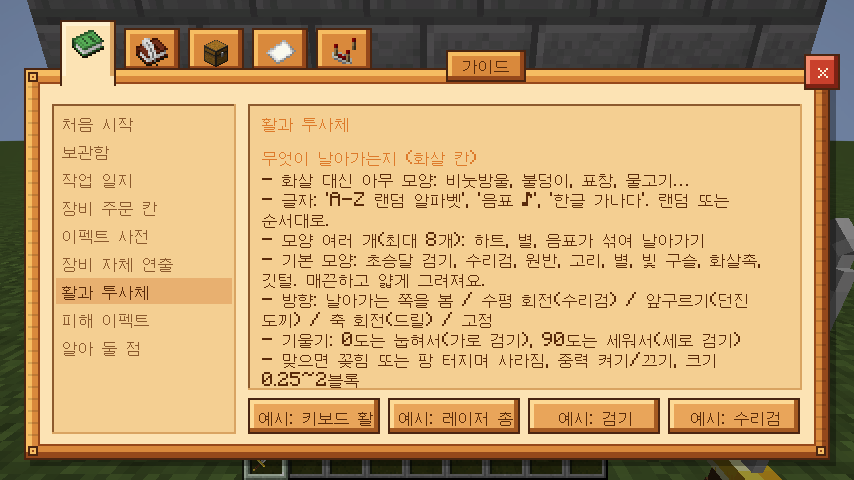 가이드
처음 시작
보관함
작업 일지
장비 주문 칸
이펙트 사전
장비 자체 연출
활과 투사체
피해 이펙트
알아 둘 점
활과 투사체
무엇이 날아가는지 (화살 칸)
- 화살 대신 아무 모양: 비눗방울, 불덩이, 표창, 물고기...
- 글자: 'A-Z 랜덤 알파벳', '음표 ♪', '한글 가나다'. 랜덤 또는
순서대로.
- 모양 여러 개(최대 8개): 하트, 별, 음표가 섞여 날아가기
- 기본 모양: 초승달 검기, 수리검, 원반, 고리, 별, 빛 구슬, 화살촉,
깃털. 매끈하고 얇게 그려져요.
- 방향: 날아가는 쪽을 봄 / 수평 회전(수리검) / 앞구르기(던진
도끼) / 축 회전(드릴) / 고정
- 기울기: 0도는 눕혀서(가로 검기), 90도는 세워서(세로 검기)
- 맞으면 꽂힘 또는 팡 터지며 사라짐, 중력 켜기/끄기, 크기
0.25~2블록
예시: 키보드 활
예시: 레이저 총
예시: 검기
예시: 수리검